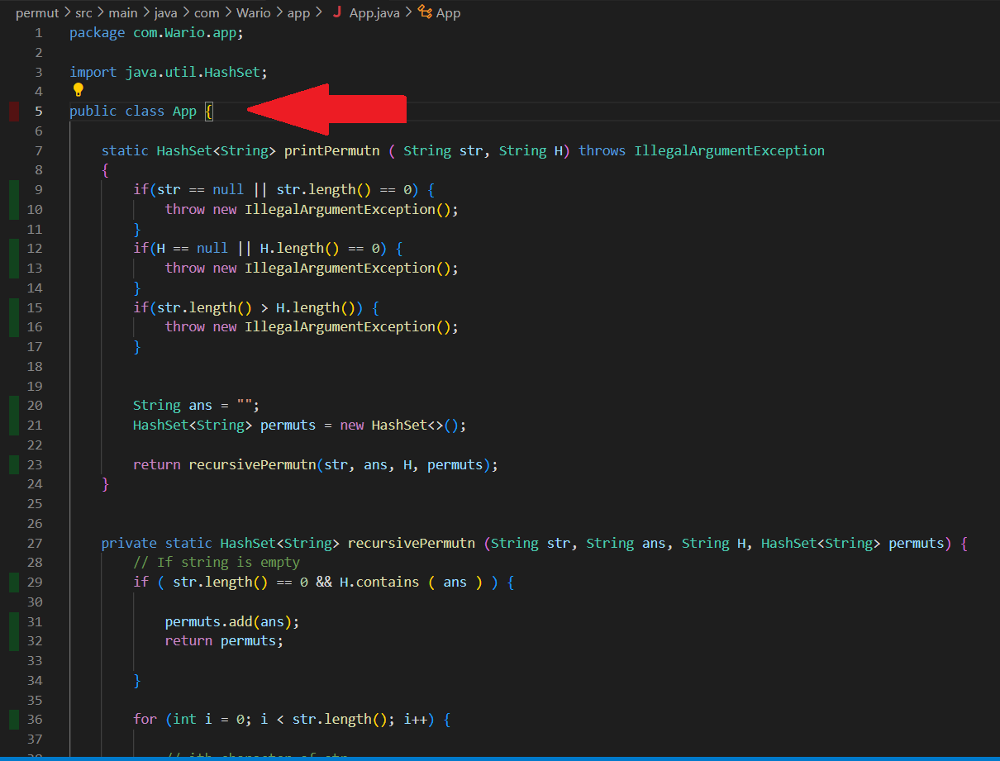 permut > src > main > java > com > Wario > app > J App.java > App
1 package com.Wario.app;
2
3 import java.util.HashSet;
4
5 public class App {
6
7 static HashSet<String> printPermutn ( String str, String H) throws IllegalArgumentException
8 {
9 if(str == null || str.length() == 0) {
10 throw new IllegalArgumentException();
11 }
12 if(H == null || H.length() == 0) {
13 throw new IllegalArgumentException();
14 }
15 if(str.length() > H.length()) {
16 throw new IllegalArgumentException();
17 }
18
19
20 String ans = "";
21 HashSet<String> permuts = new HashSet<>();
22
23 return recursivePermutn(str, ans, H, permuts);
24 }
25
26
27 private static HashSet<String> recursivePermutn (String str, String ans, String H, HashSet<String> permuts) {
28 // If string is empty
29 if ( str.length() == 0 && H.contains ( ans ) ) {
30
31 permuts.add(ans);
32 return permuts;
33
34 }
35
36 for (int i = 0; i < str.length(); i++) {
37
38 // ith character of str